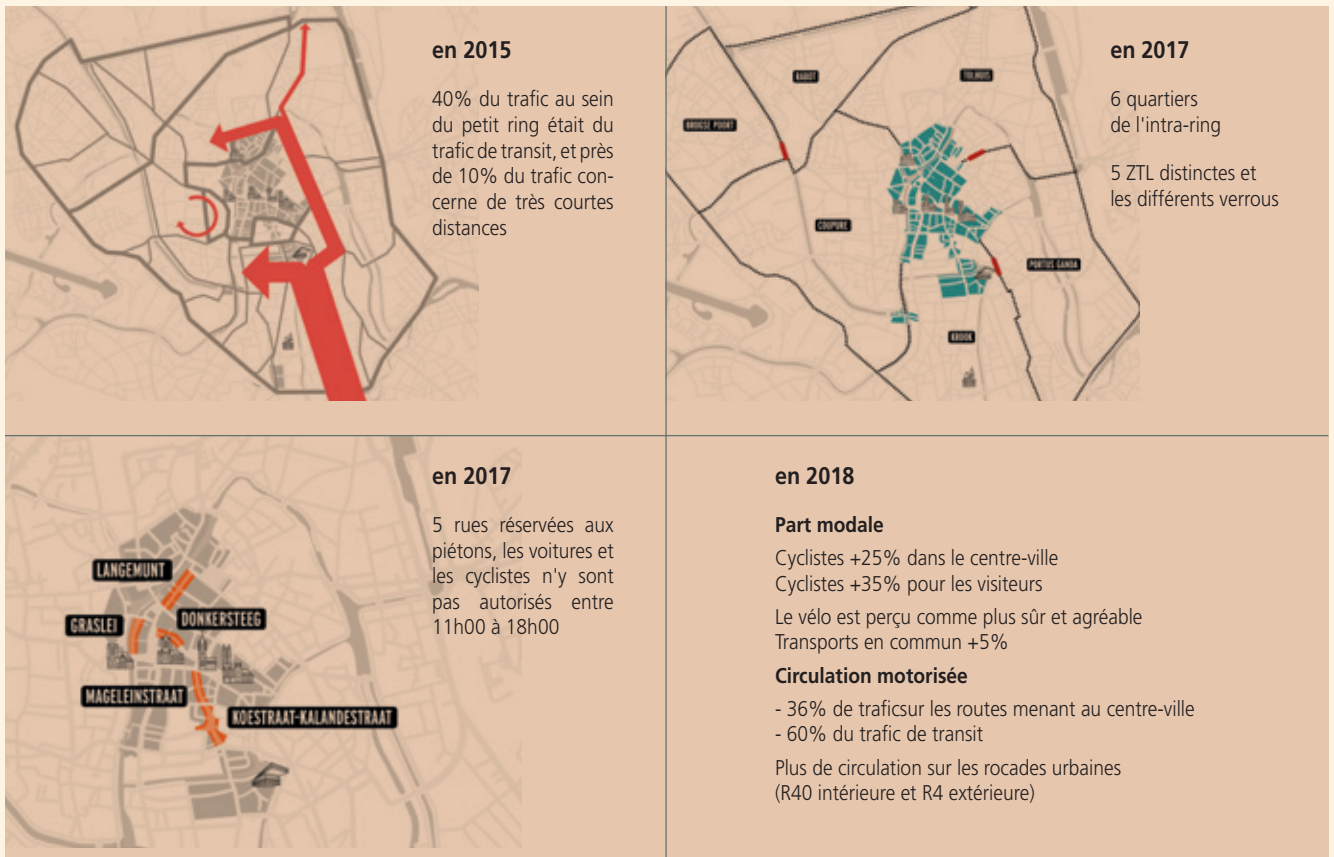 en 2015
40% du trafic au sein
du petit ring était du
trafic de transit, et près
de 10% du trafic con-
cerne de très courtes
distances
en 2017
6 quartiers
de l'intra-ring
5 ZTL distinctes et
les différents verrous
RABOT
TOLHUIS
BRUGSE POORT
COUPURE
PORTUS GANDA
KROOK
en 2017
5 rues réservées aux
piétons, les voitures et
les cyclistes n'y sont
pas autorisés entre
11h00 à 18h00
LANGEMUNT
GRASLEI
DONKERSTEEG
MAGELEINSTRAAT
KOESTRAAT-KALANDESTRAAT
en 2018
Part modale
Cyclistes +25% dans le centre-ville
Cyclistes +35% pour les visiteurs
Le vélo est perçu comme plus sûr et agréable
Transports en commun +5%
Circulation motorisée
- 36% de traficsur les routes menant au centre-ville
- 60% du trafic de transit
Plus de circulation sur les rocades urbaines
(R40 intérieure et R4 extérieure)